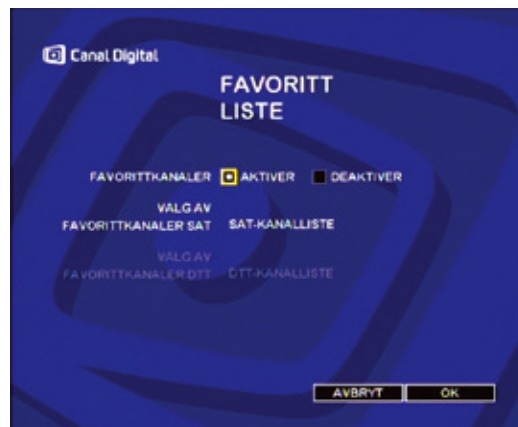 Canal Digital
FAVORITT
LISTE
FAVORITTKANALER AKTIVER DEAKTIVER
VALG AV
FAVORITTKANALER SAT SAT-KANALLISTE
VALG AV
FAVORITTKANALER DTT DTT-KANALLISTE
AVBRYT OK